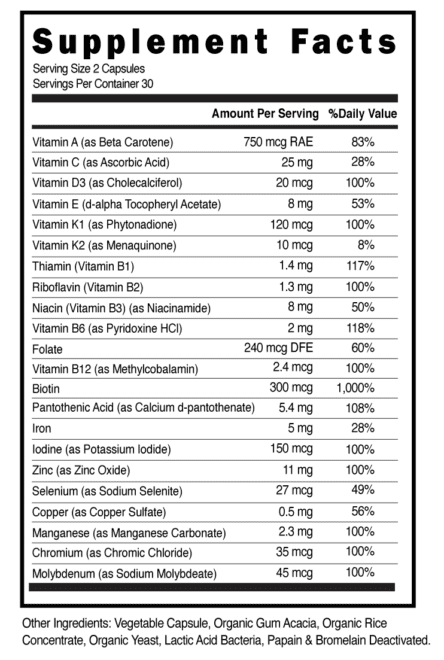 Supplement Facts
Serving Size 2 Capsules
Servings Per Container 30
Amount Per Serving %Daily Value
Vitamin A (as Beta Carotene) 750 mcg RAE 83%
Vitamin C (as Ascorbic Acid) 25 mg 28%
Vitamin D3 (as Cholecalciferol) 20 mcg 100%
Vitamin E (d-alpha Tocopheryl Acetate) 8 mg 53%
Vitamin K1 (as Phytonadione) 120 mcg 100%
Vitamin K2 (as Menaquinone) 10 mcg 8%
Thiamin (Vitamin B1) 1.4 mg 117%
Riboflavin (Vitamin B2) 1.3 mg 100%
Niacin (Vitamin B3) (as Niacinamide) 8 mg 50%
Vitamin B6 (as Pyridoxine HCl) 2 mg 118%
Folate 240 mcg DFE 60%
Vitamin B12 (as Methylcobalamin) 2.4 mcg 100%
Biotin 300 mcg 1,000%
Pantothenic Acid (as Calcium d-pantothenate) 5.4 mg 108%
Iron 5 mg 28%
Iodine (as Potassium Iodide) 150 mcg 100%
Zinc (as Zinc Oxide) 11 mg 100%
Selenium (as Sodium Selenite) 27 mcg 49%
Copper (as Copper Sulfate) 0.5 mg 56%
Manganese (as Manganese Carbonate) 2.3 mg 100%
Chromium (as Chromic Chloride) 35 mcg 100%
Molybdenum (as Sodium Molybdeate) 45 mcg 100%
Other Ingredients: Vegetable Capsule, Organic Gum Acacia, Organic Rice
Concentrate, Organic Yeast, Lactic Acid Bacteria, Papain & Bromelain Deactivated.